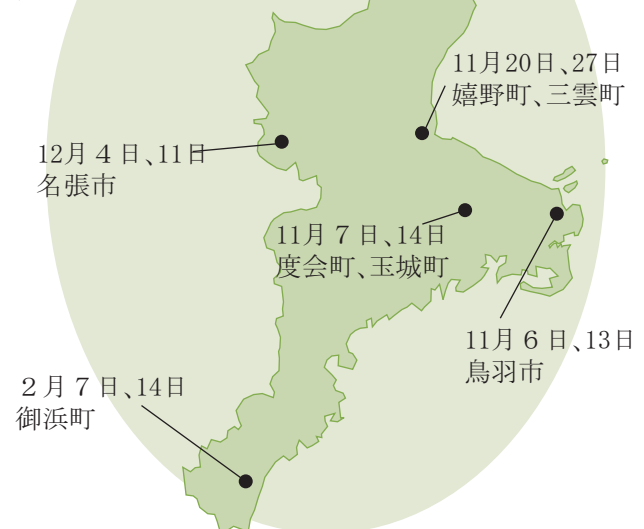 11月20日、27日
嬉野町、三雲町
12月４日、11日
名張市
11月７日、14日
度会町、玉城町
11月６日、13日
鳥羽市
２月７日、14日
御浜町